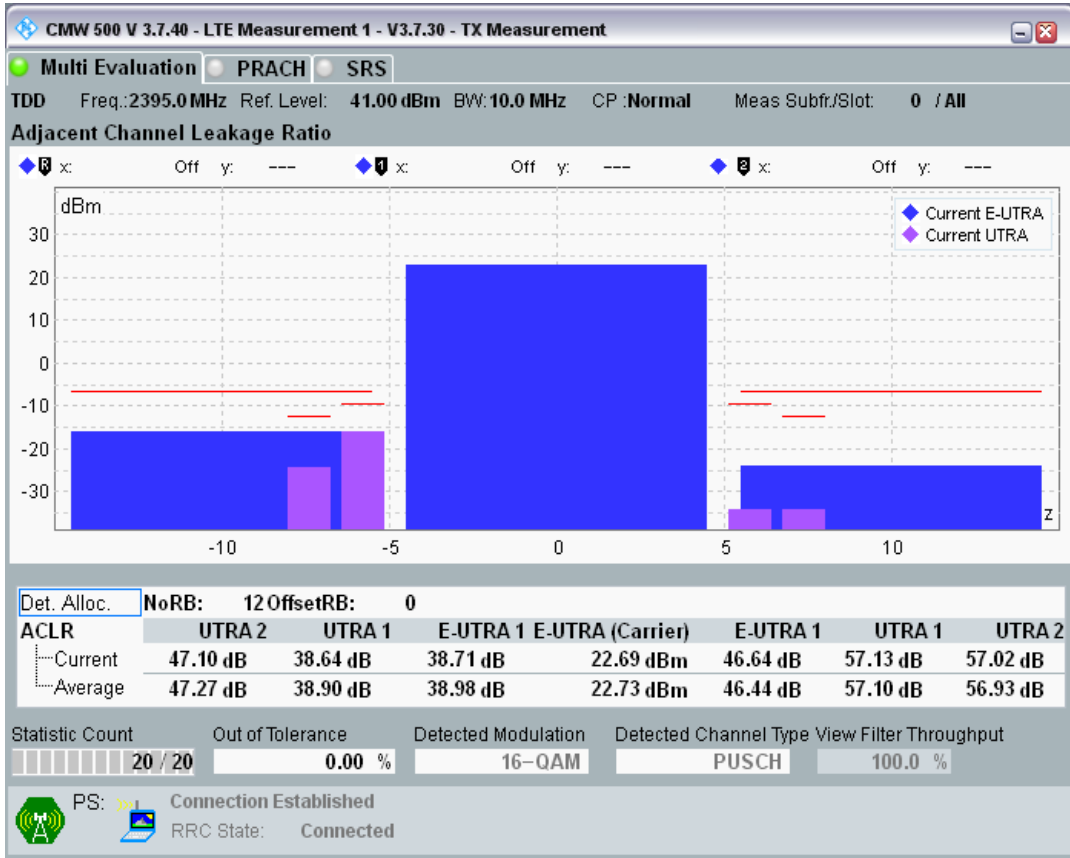 CMW 500 V 3.7.40 - LTE Measurement 1 - V3.7.30 - TX Measurement
Multi Evaluation PRACH SRS
TDD Freq.:2395.0 MHz Ref. Level: 41.00 dBm BW: 10.0 MHz CP :Normal Meas Subfr./Slot: 0 / All
Adjacent Channel Leakage Ratio
R x: Off y: --- 1 x: Off y: --- 2 x: Off y: ---
dBm
Current E-UTRA
Current UTRA
30
20
10
0
-10
-20
-30
z
-10 -5 0 5 10
Det. Alloc. NoRB: 12 OffsetRB: 0
ACLR UTRA 2 UTRA 1 E-UTRA 1 E-UTRA (Carrier) E-UTRA 1 UTRA 1 UTRA 2
Current 47.10 dB 38.64 dB 38.71 dB 22.69 dBm 46.64 dB 57.13 dB 57.02 dB
Average 47.27 dB 38.90 dB 38.98 dB 22.73 dBm 46.44 dB 57.10 dB 56.93 dB
Statistic Count Out of Tolerance Detected Modulation Detected Channel Type View Filter Throughput
20 / 20 0.00 % 16-QAM PUSCH 100.0 %
PS: Connection Established
RRC State: Connected